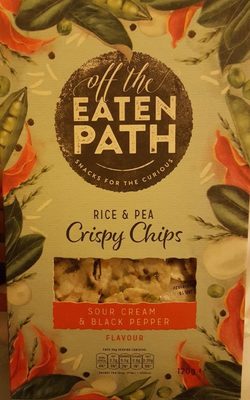 off the
EATEN
PATH
SNACKS FOR THE CURIOUS
RICE & PEA
Crispy Chips
SOUR CREAM
& BLACK PEPPER
FLAVOUR
120g